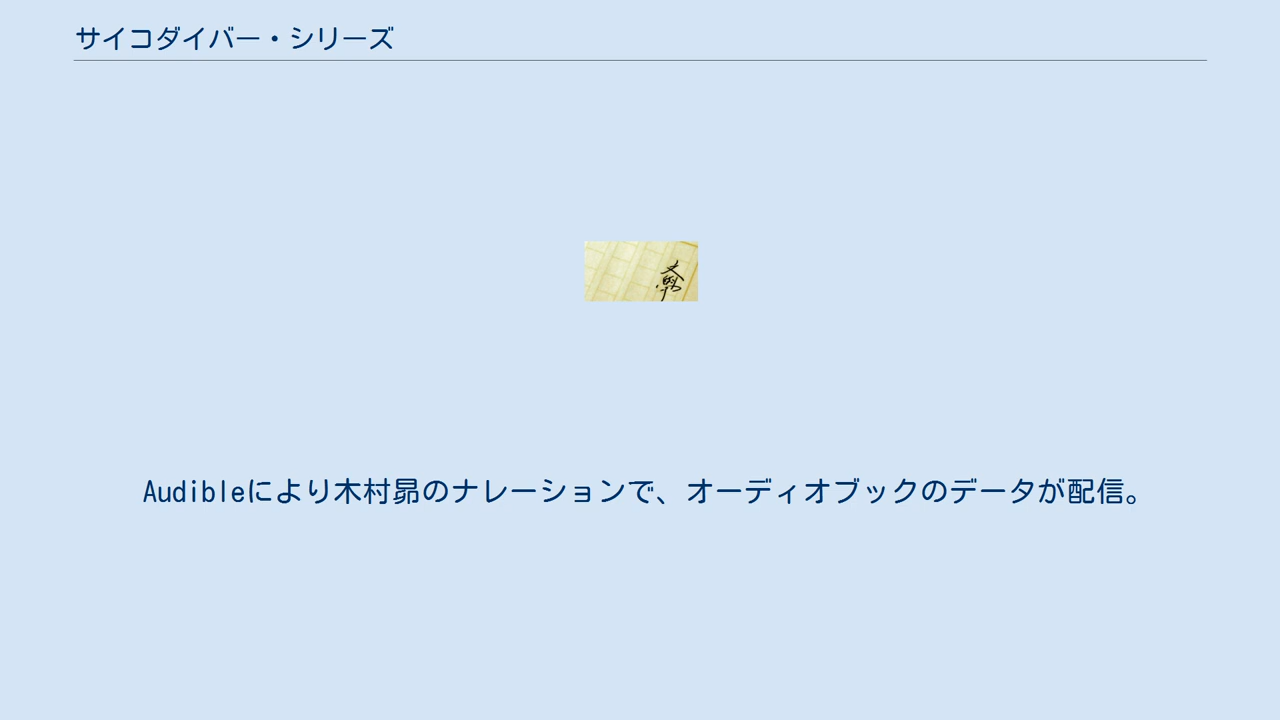 サイコダイバー・シリーズ
Audibleにより木村昴のナレーションで、オーディオブックのデータが配信。